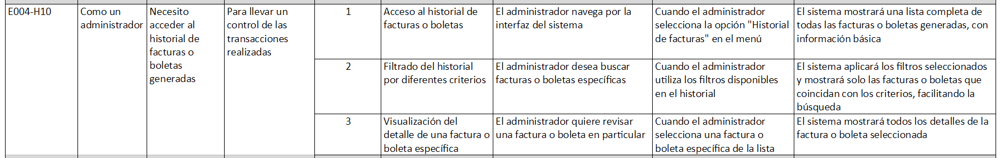 E004-H10
Como un
administrador
Necesito
acceder al
historial de
facturas o
boletas
generadas
Para llevar un
control de las
transacciones
realizadas
1
Acceso al historial de
facturas o boletas
El administrador navega por la
interfaz del sistema
Cuando el administrador
selecciona la opción "Historial
de facturas" en el menú
El sistema mostrará una lista completa de
todas las facturas o boletas generadas, con
información básica
2
Filtrado del historial
por diferentes criterios
El administrador desea buscar
facturas o boletas específicas
Cuando el administrador
utiliza los filtros disponibles
en el historial
El sistema aplicará los filtros seleccionados
y mostrará solo las facturas o boletas que
coincidan con los criterios, facilitando la
búsqueda
3
Visualización del
detalle de una factura o
boleta específica
El administrador quiere revisar
una factura o boleta en particular
Cuando el administrador
selecciona una factura o
boleta específica de la lista
El sistema mostrará todos los detalles de la
factura o boleta seleccionada